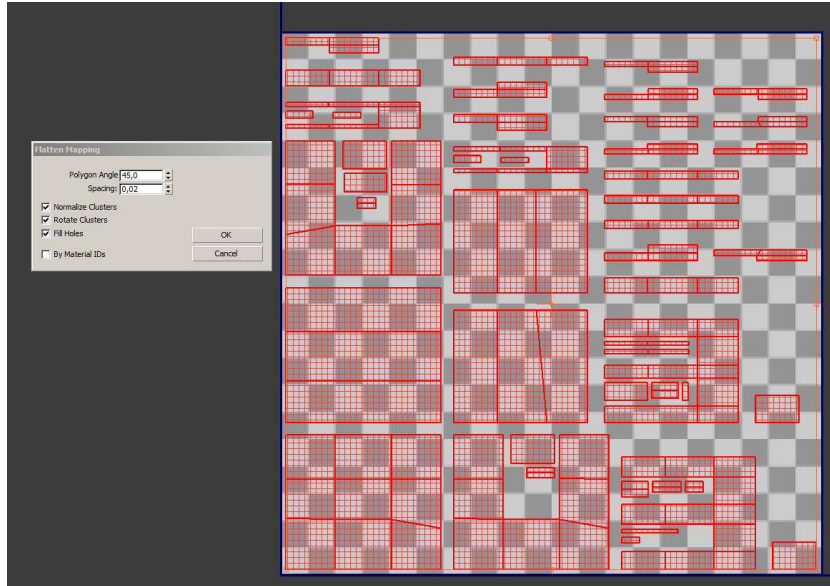 Flatten Mapping
Polygon Angle 45,0
Spacing: 0,02
Normalize Clusters
Rotate Clusters
Fill Holes
OK
By Material IDs
Cancel